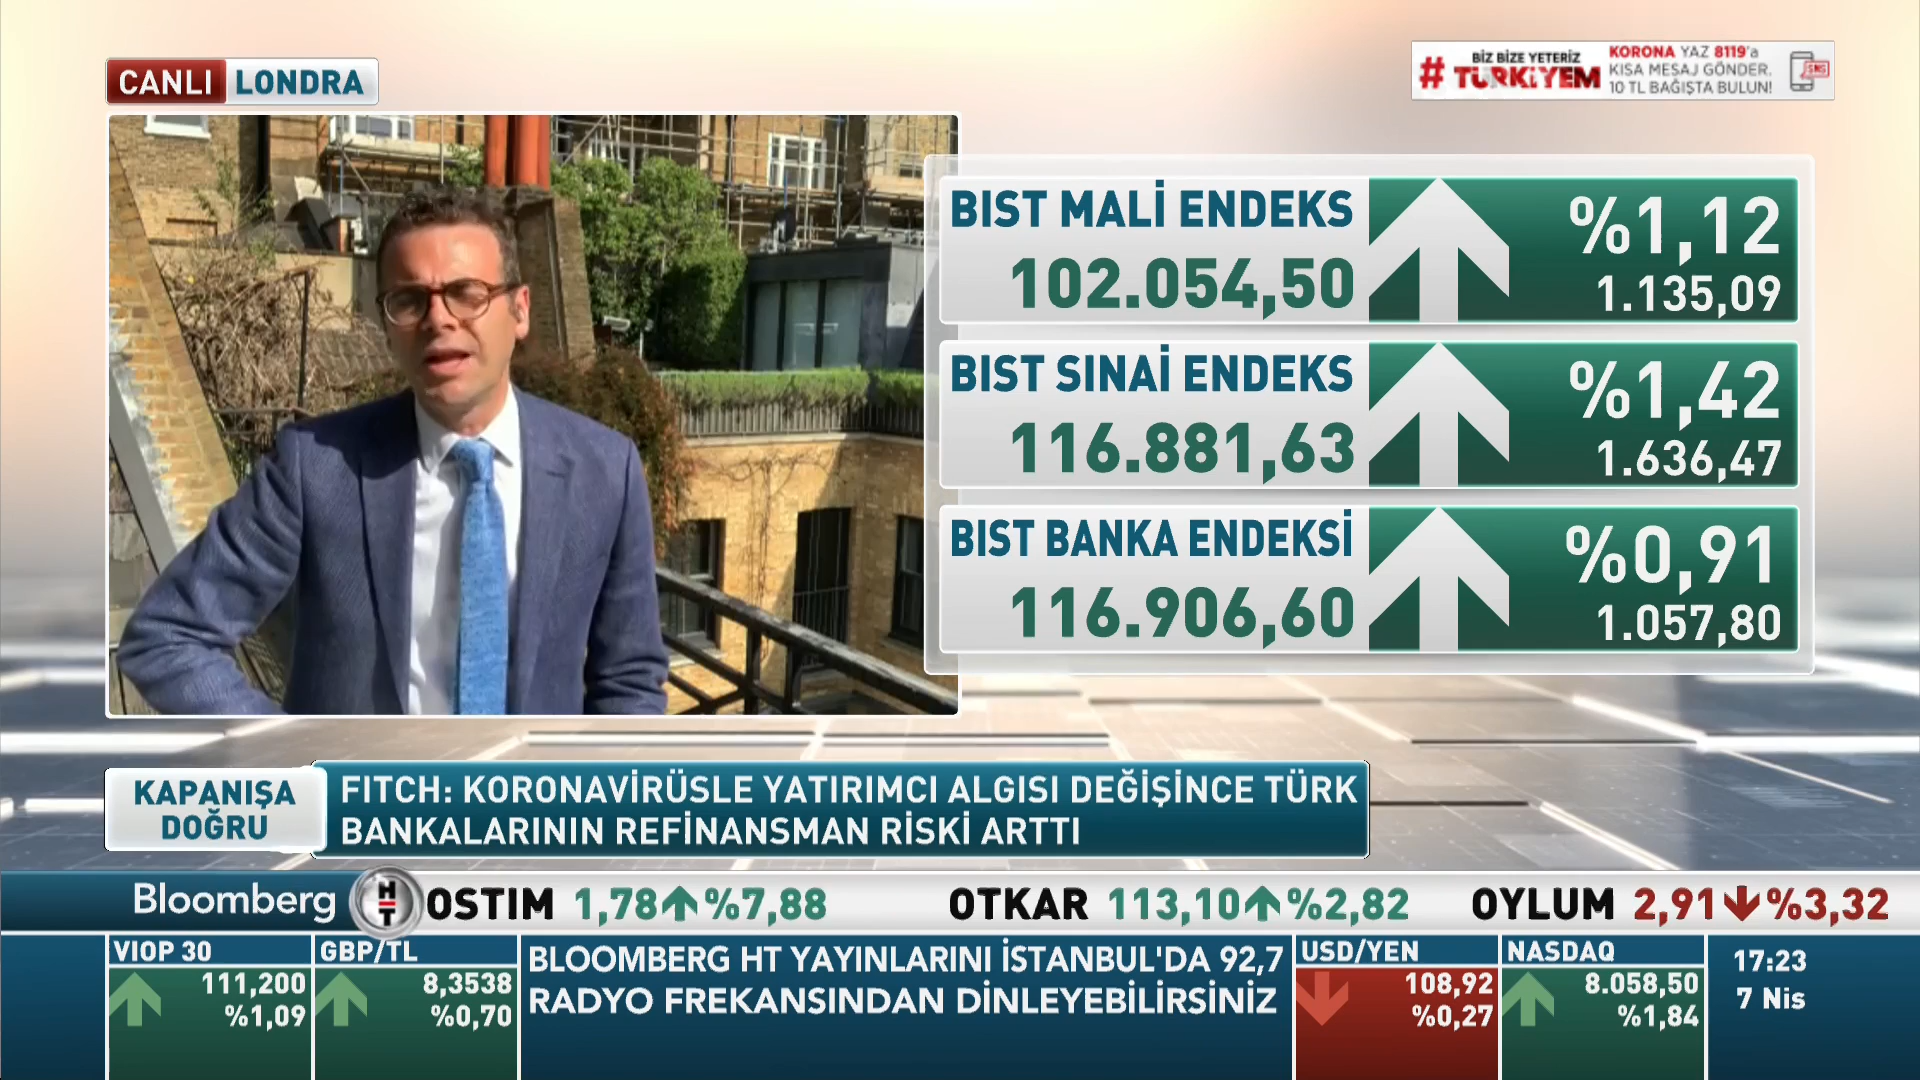 CANLI LONDRA
# BİZ BİZE YETERİZ
TÜRKİYEM
KORONA YAZ 8119'a
KISA MESAJ GÖNDER.
10 TL BAĞIŞTA BULUN!
SMS
BIST MALİ ENDEKS
102.054,50
%1,12
1.135,09
BIST SINAİ ENDEKS
116.881,63
%1,42
1.636,47
BIST BANKA ENDEKSİ
116.906,60
%0,91
1.057,80
KAPANIŞA
DOĞRU
FITCH: KORONAVİRÜSLE YATIRIMCI ALGISI DEĞİŞİNCE TÜRK
BANKALARININ REFİNANSMAN RİSKİ ARTTI
Bloomberg HT OSTIM 1,78 %7,88 OTKAR 113,10 %2,82 OYLUM 2,91 %3,32
VIOP 30
111,200
%1,09
GBP/TL
8,3538
%0,70
BLOOMBERG HT YAYINLARINI İSTANBUL'DA 92,7
RADYO FREKANSINDAN DİNLEYEBİLİRSİNİZ
USD/YEN
108,92
%0,27
NASDAQ
8.058,50
%1,84
17:23
7 Nis